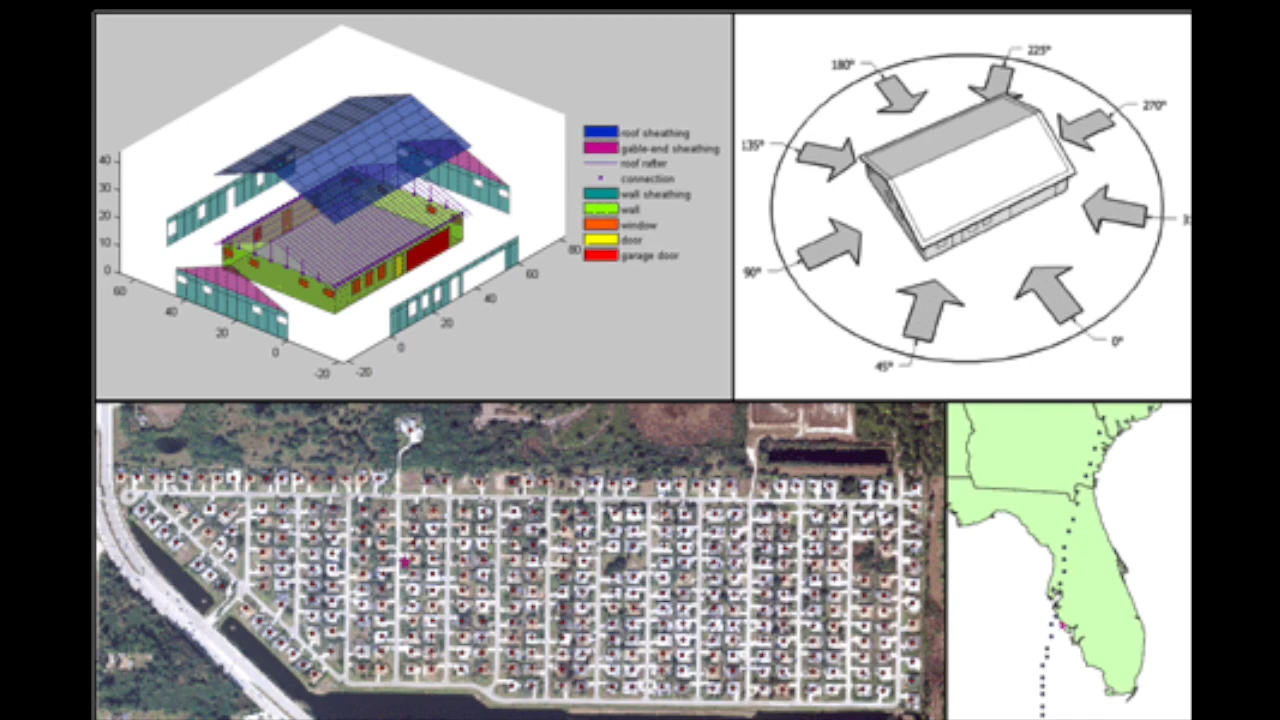 roof sheathing
gable-end sheathing
roof rafter
connection
wall sheathing
wall
window
door
garage door
40
30
20
10
0
60
40
20
0
-20
-20
0
20
40
60
80
180°
225°
270°
135°
90°
45°
0°